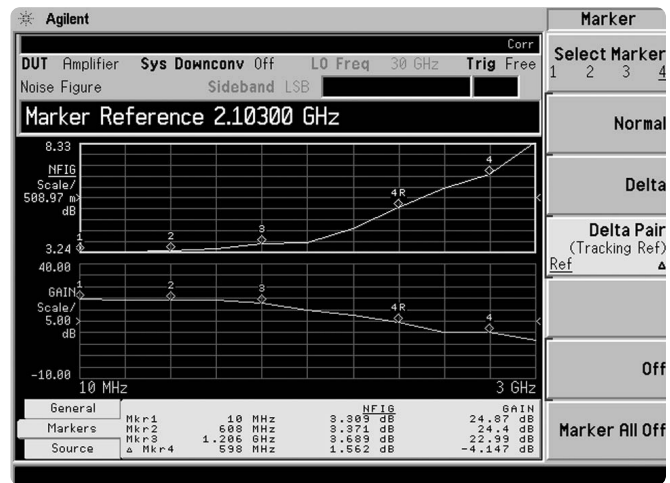 Agilent
Marker
Corr
DUT Amplifier Sys Downconv Off LO Freq 30 GHz Trig Free
Noise Figure Sideband LSB
Marker Reference 2.10300 GHz
8.33
NFIG
Scale/
508.97 m
dB
3.24
1 2 3 4R 4
40.00
GAIN
Scale/
5.00
dB
-10.00
1 2 3 4R 4
10 MHz 3 GHz
General
Markers
Source
NFIG GAIN
Mkr1 10 MHz 3.309 dB 24.87 dB
Mkr2 608 MHz 3.371 dB 24.4 dB
Mkr3 1.206 GHz 3.689 dB 22.99 dB
Δ Mkr4 598 MHz 1.562 dB -4.147 dB
Select Marker
1 2 3 4
Normal
Delta
Delta Pair
(Tracking Ref)
Ref Δ
Off
Marker All Off